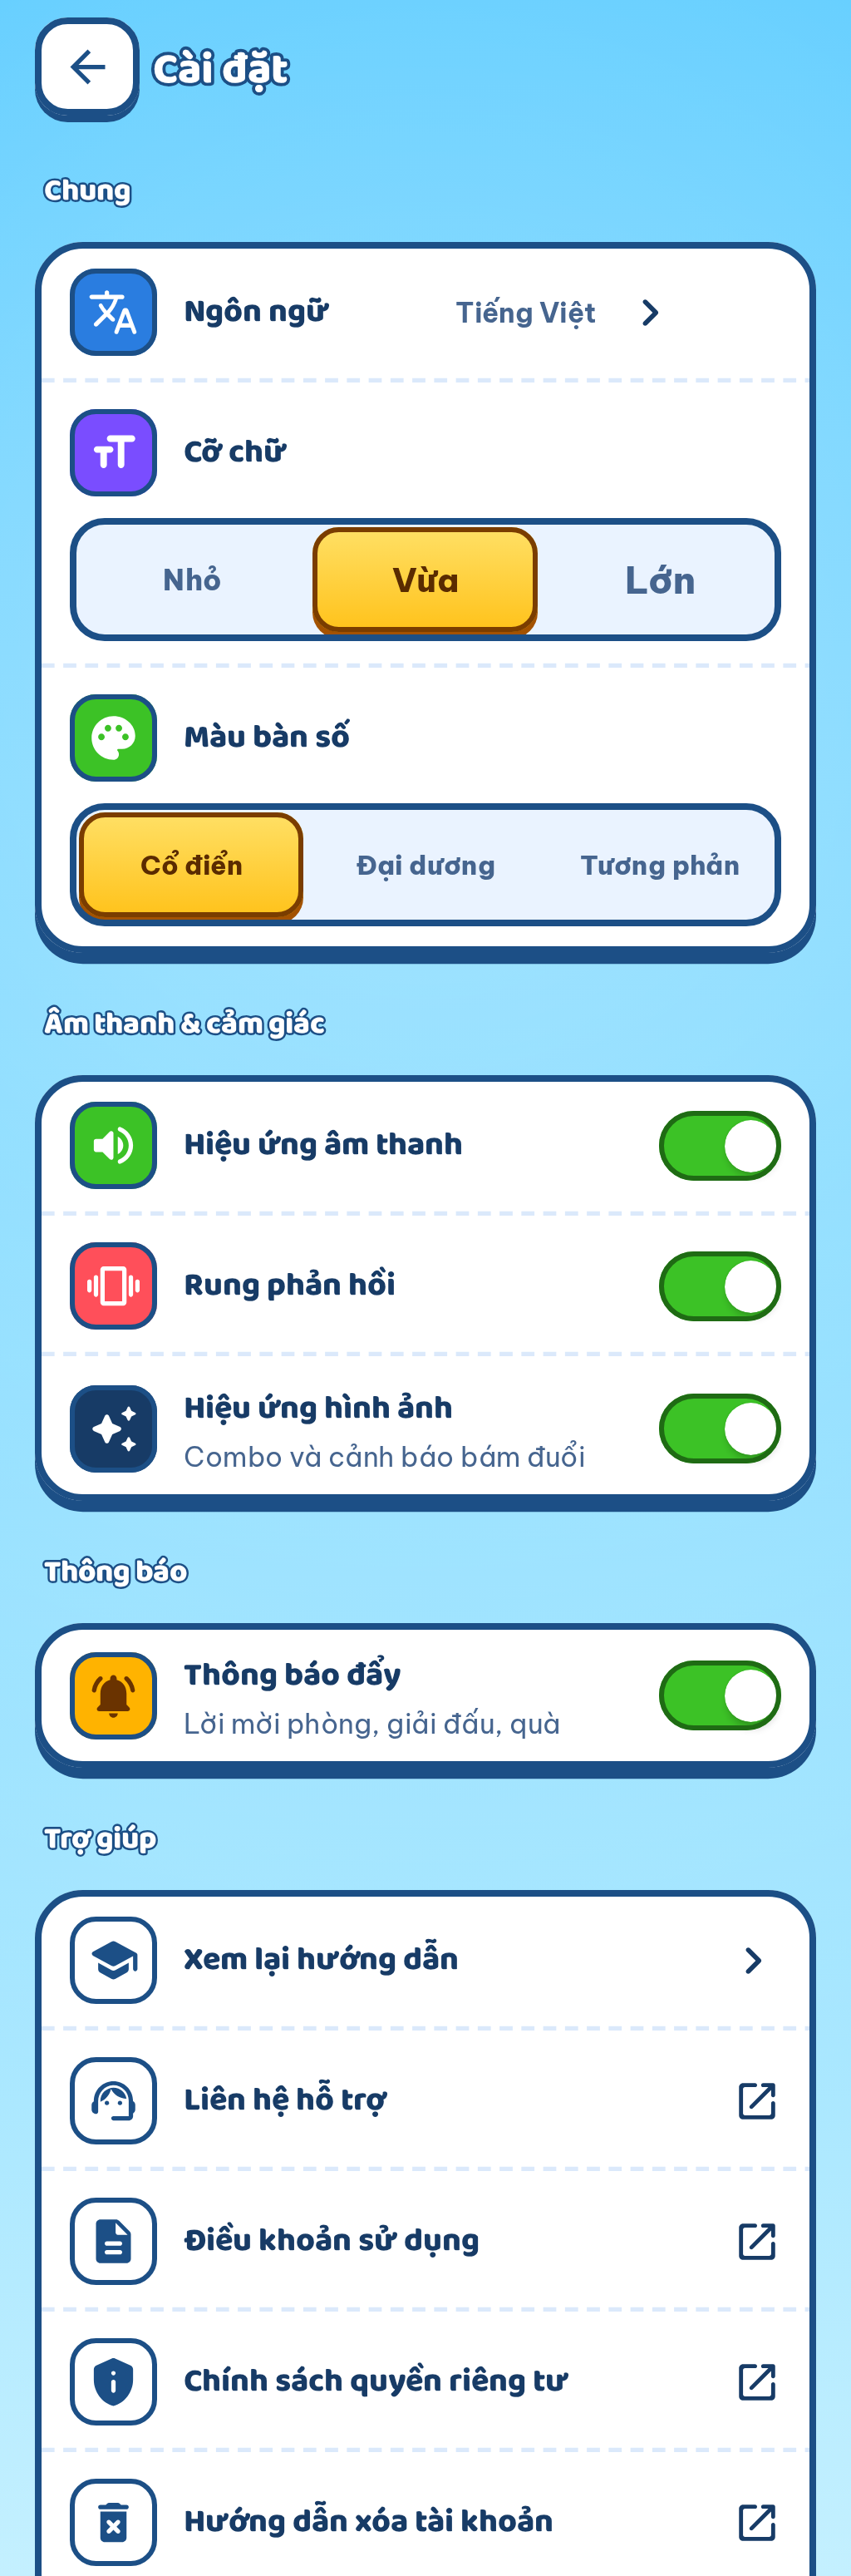 Cài đặt
Chung
Ngôn ngữ
Tiếng Việt
Cỡ chữ
Nhỏ
Vừa
Lớn
Màu bàn số
Cổ điển
Đại dương
Tương phản
Âm thanh & cảm giác
Hiệu ứng âm thanh
Rung phản hồi
Hiệu ứng hình ảnh
Combo và cảnh báo bám đuổi
Thông báo
Thông báo đẩy
Lời mời phòng, giải đấu, quà
Trợ giúp
Xem lại hướng dẫn
Liên hệ hỗ trợ
Điều khoản sử dụng
Chính sách quyền riêng tư
Hướng dẫn xóa tài khoản